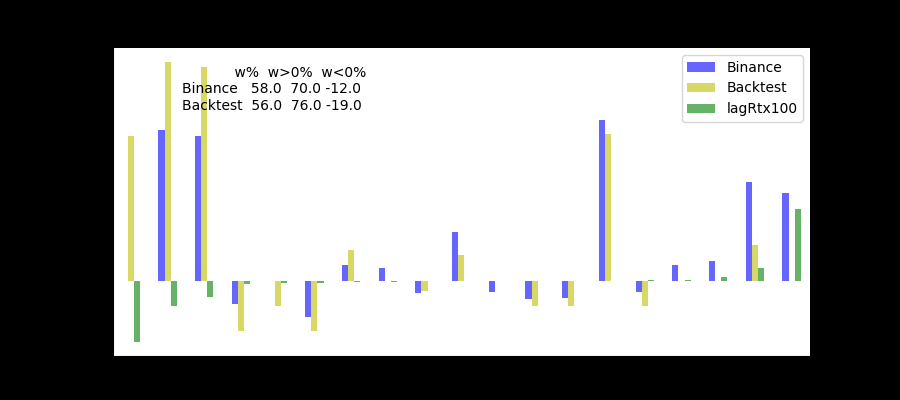 w%  w>0%  w<0%
Binance   58.0  70.0 -12.0
Backtest  56.0  76.0 -19.0
Binance
Backtest
lagRtx100